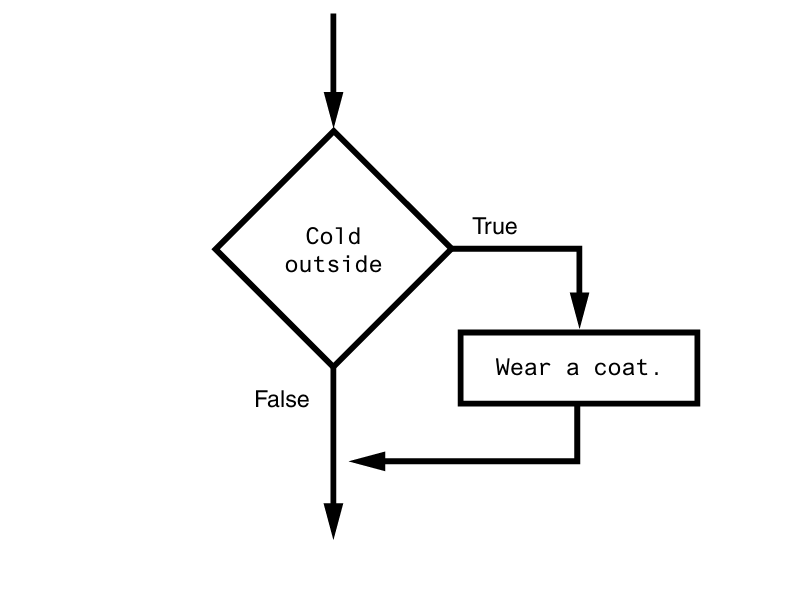 Cold
outside
True
Wear a coat.
False